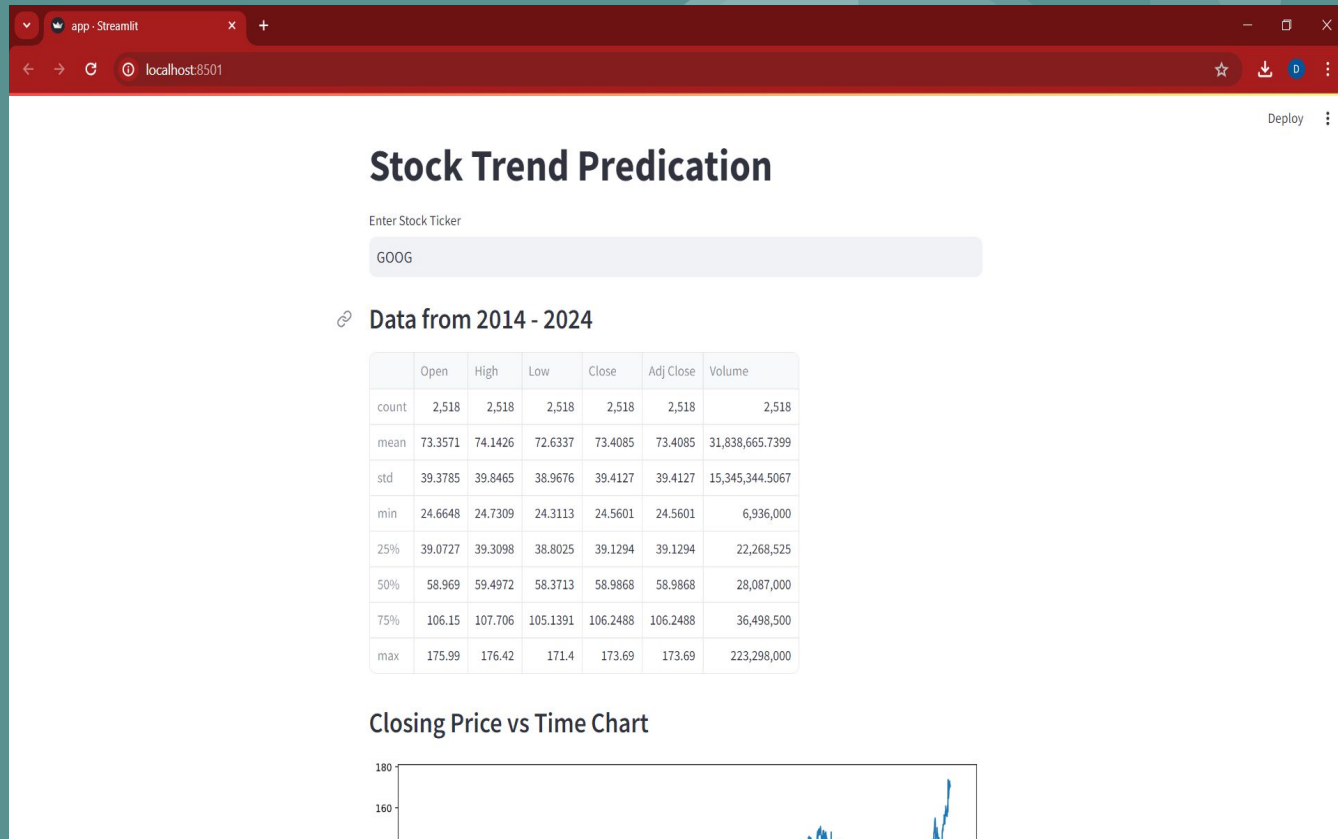 app · Streamlit
localhost:8501
D
Deploy
Stock Trend Predication
Enter Stock Ticker
GOOG
Data from 2014 - 2024
Open High Low Close Adj Close Volume
count 2,518 2,518 2,518 2,518 2,518 2,518
mean 73.3571 74.1426 72.6337 73.4085 73.4085 31,838,665.7399
std 39.3785 39.8465 38.9676 39.4127 39.4127 15,345,344.5067
min 24.6648 24.7309 24.3113 24.5601 24.5601 6,936,000
25% 39.0727 39.3098 38.8025 39.1294 39.1294 22,268,525
50% 58.969 59.4972 58.3713 58.9868 58.9868 28,087,000
75% 106.15 107.706 105.1391 106.2488 106.2488 36,498,500
max 175.99 176.42 171.4 173.69 173.69 223,298,000
Closing Price vs Time Chart
180
160